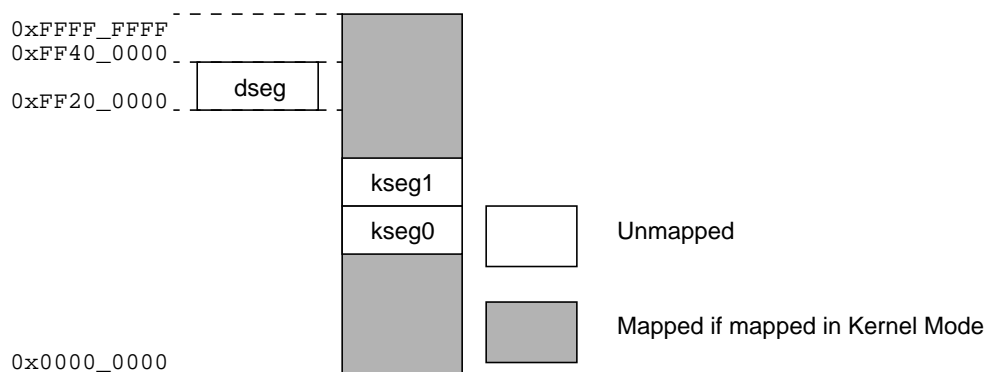 0xFFFF_FFFF
0xFF40_0000
dseg
0xFF20_0000
kseg1
kseg0
Unmapped
Mapped if mapped in Kernel Mode
0x0000_0000